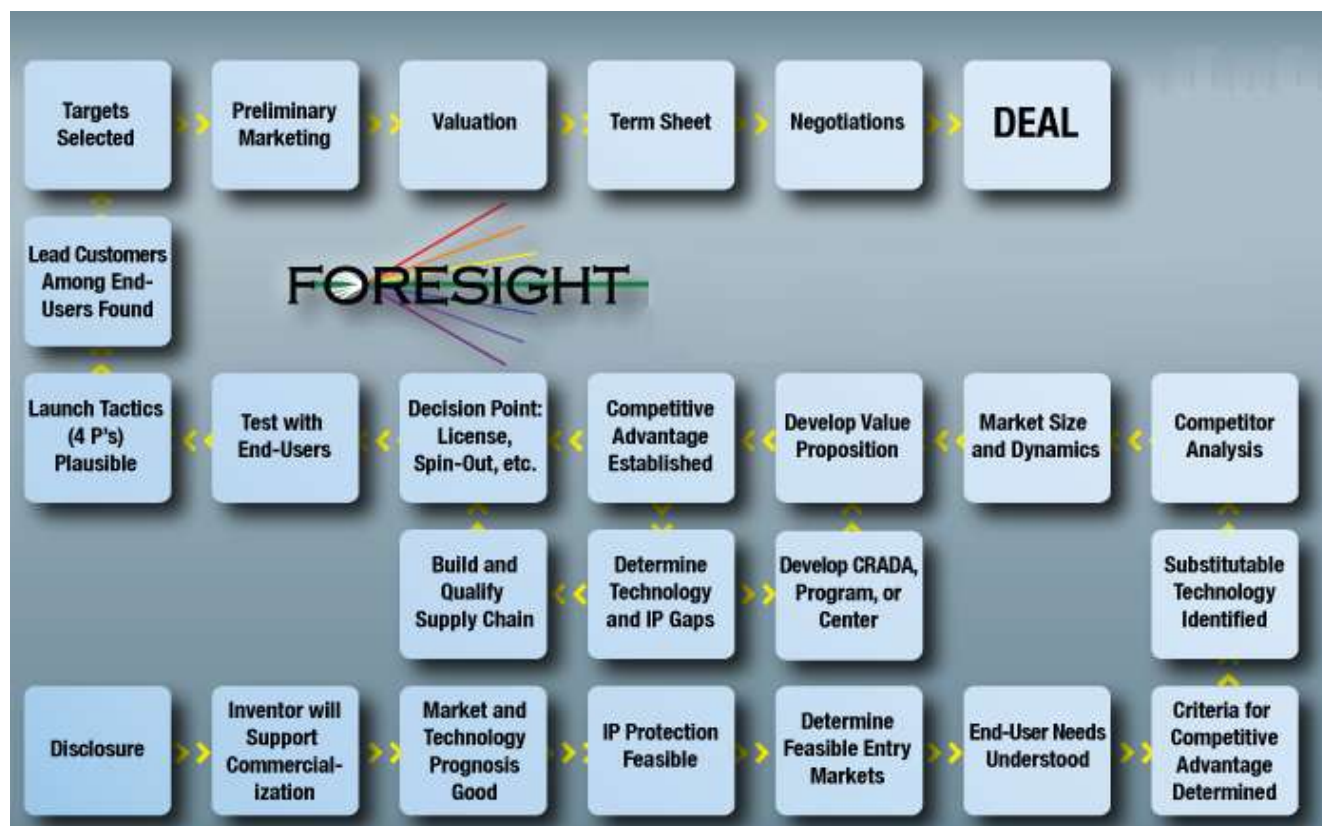 Targets
Selected
Preliminary
Marketing
Valuation
Term Sheet
Negotiations
DEAL
Lead Customers
Among End-
Users Found
FORESIGHT
Launch Tactics
(4 P's)
Plausible
Test with
End-Users
Decision Point:
License,
Spin-Out, etc.
Competitive
Advantage
Established
Develop Value
Proposition
Market Size
and Dynamics
Competitor
Analysis
Build and
Qualify
Supply Chain
Determine
Technology
and IP Gaps
Develop CRADA,
Program, or
Center
Substitutable
Technology
Identified
Disclosure
Inventor will
Support
Commercial-
ization
Market and
Technology
Prognosis
Good
IP Protection
Feasible
Determine
Feasible Entry
Markets
End-User Needs
Understood
Criteria for
Competitive
Advantage
Determined